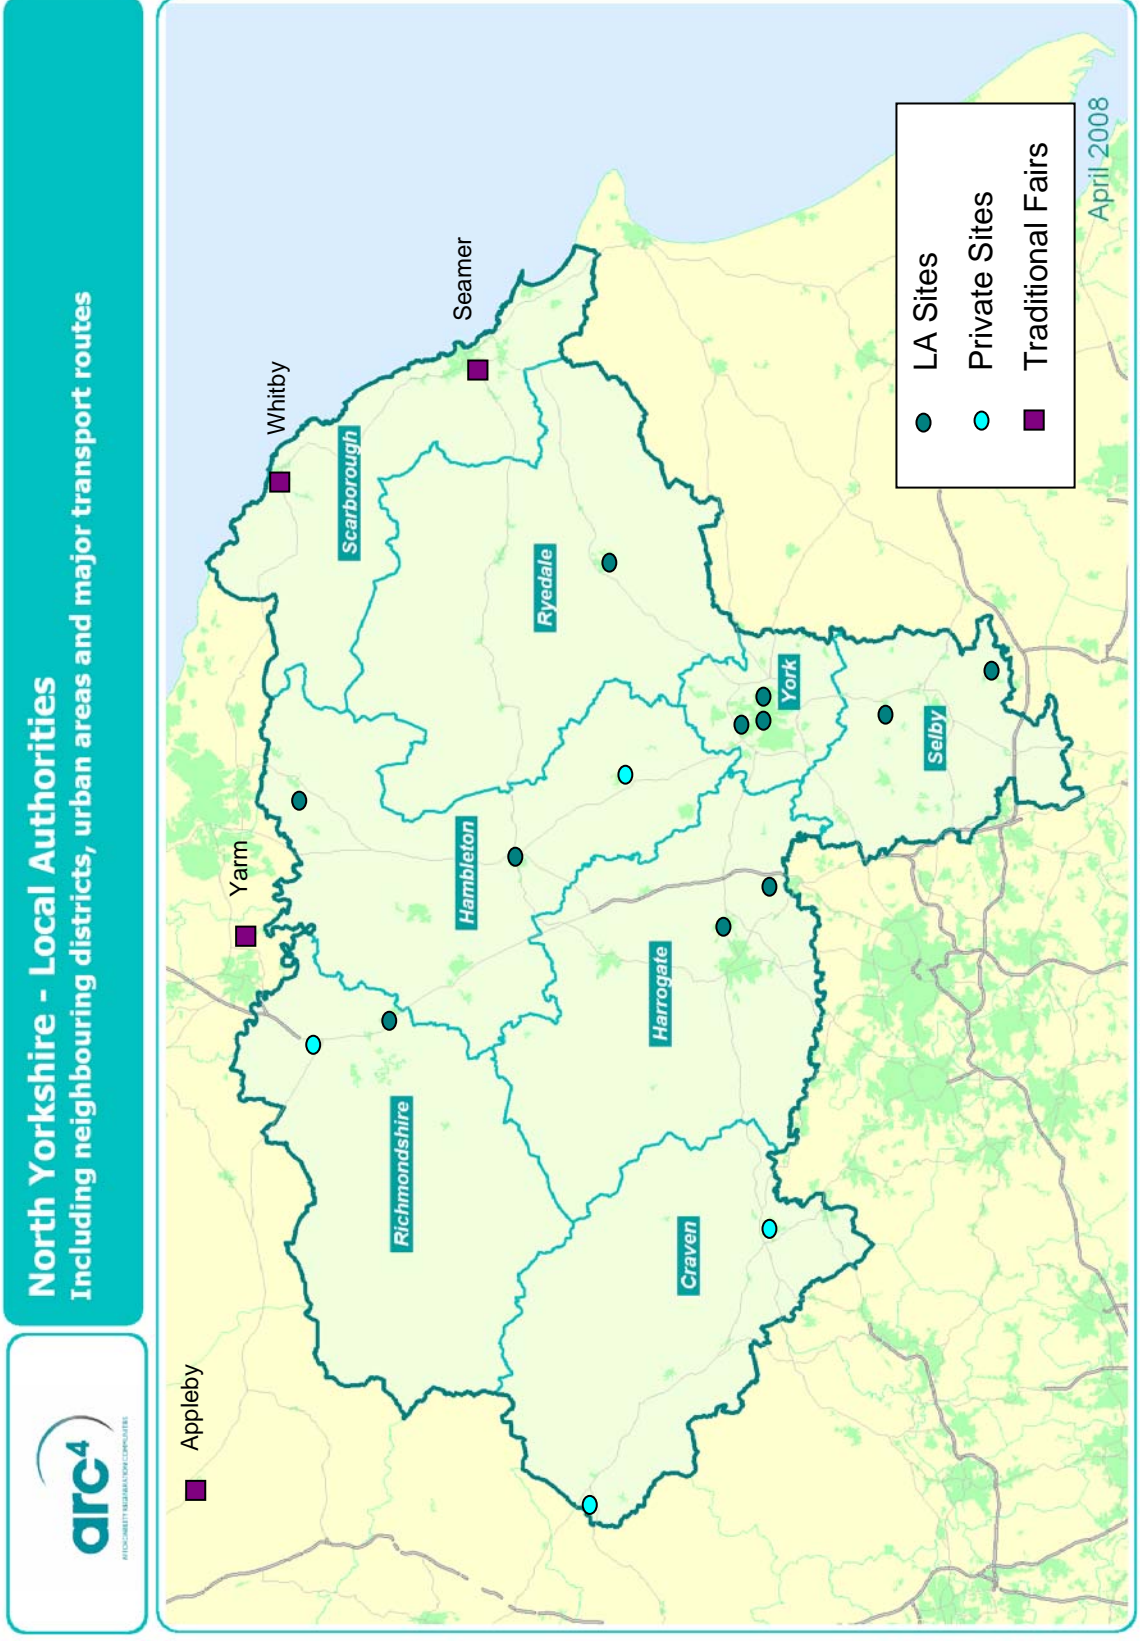 North Yorkshire - Local Authorities
Including neighbouring districts, urban areas and major transport routes
arc4
Appleby
Yarm
Whitby
Seamer
Scarborough
Ryedale
Hambleton
Richmondshire
Harrogate
Craven
York
Selby
LA Sites
Private Sites
Traditional Fairs
April 2008